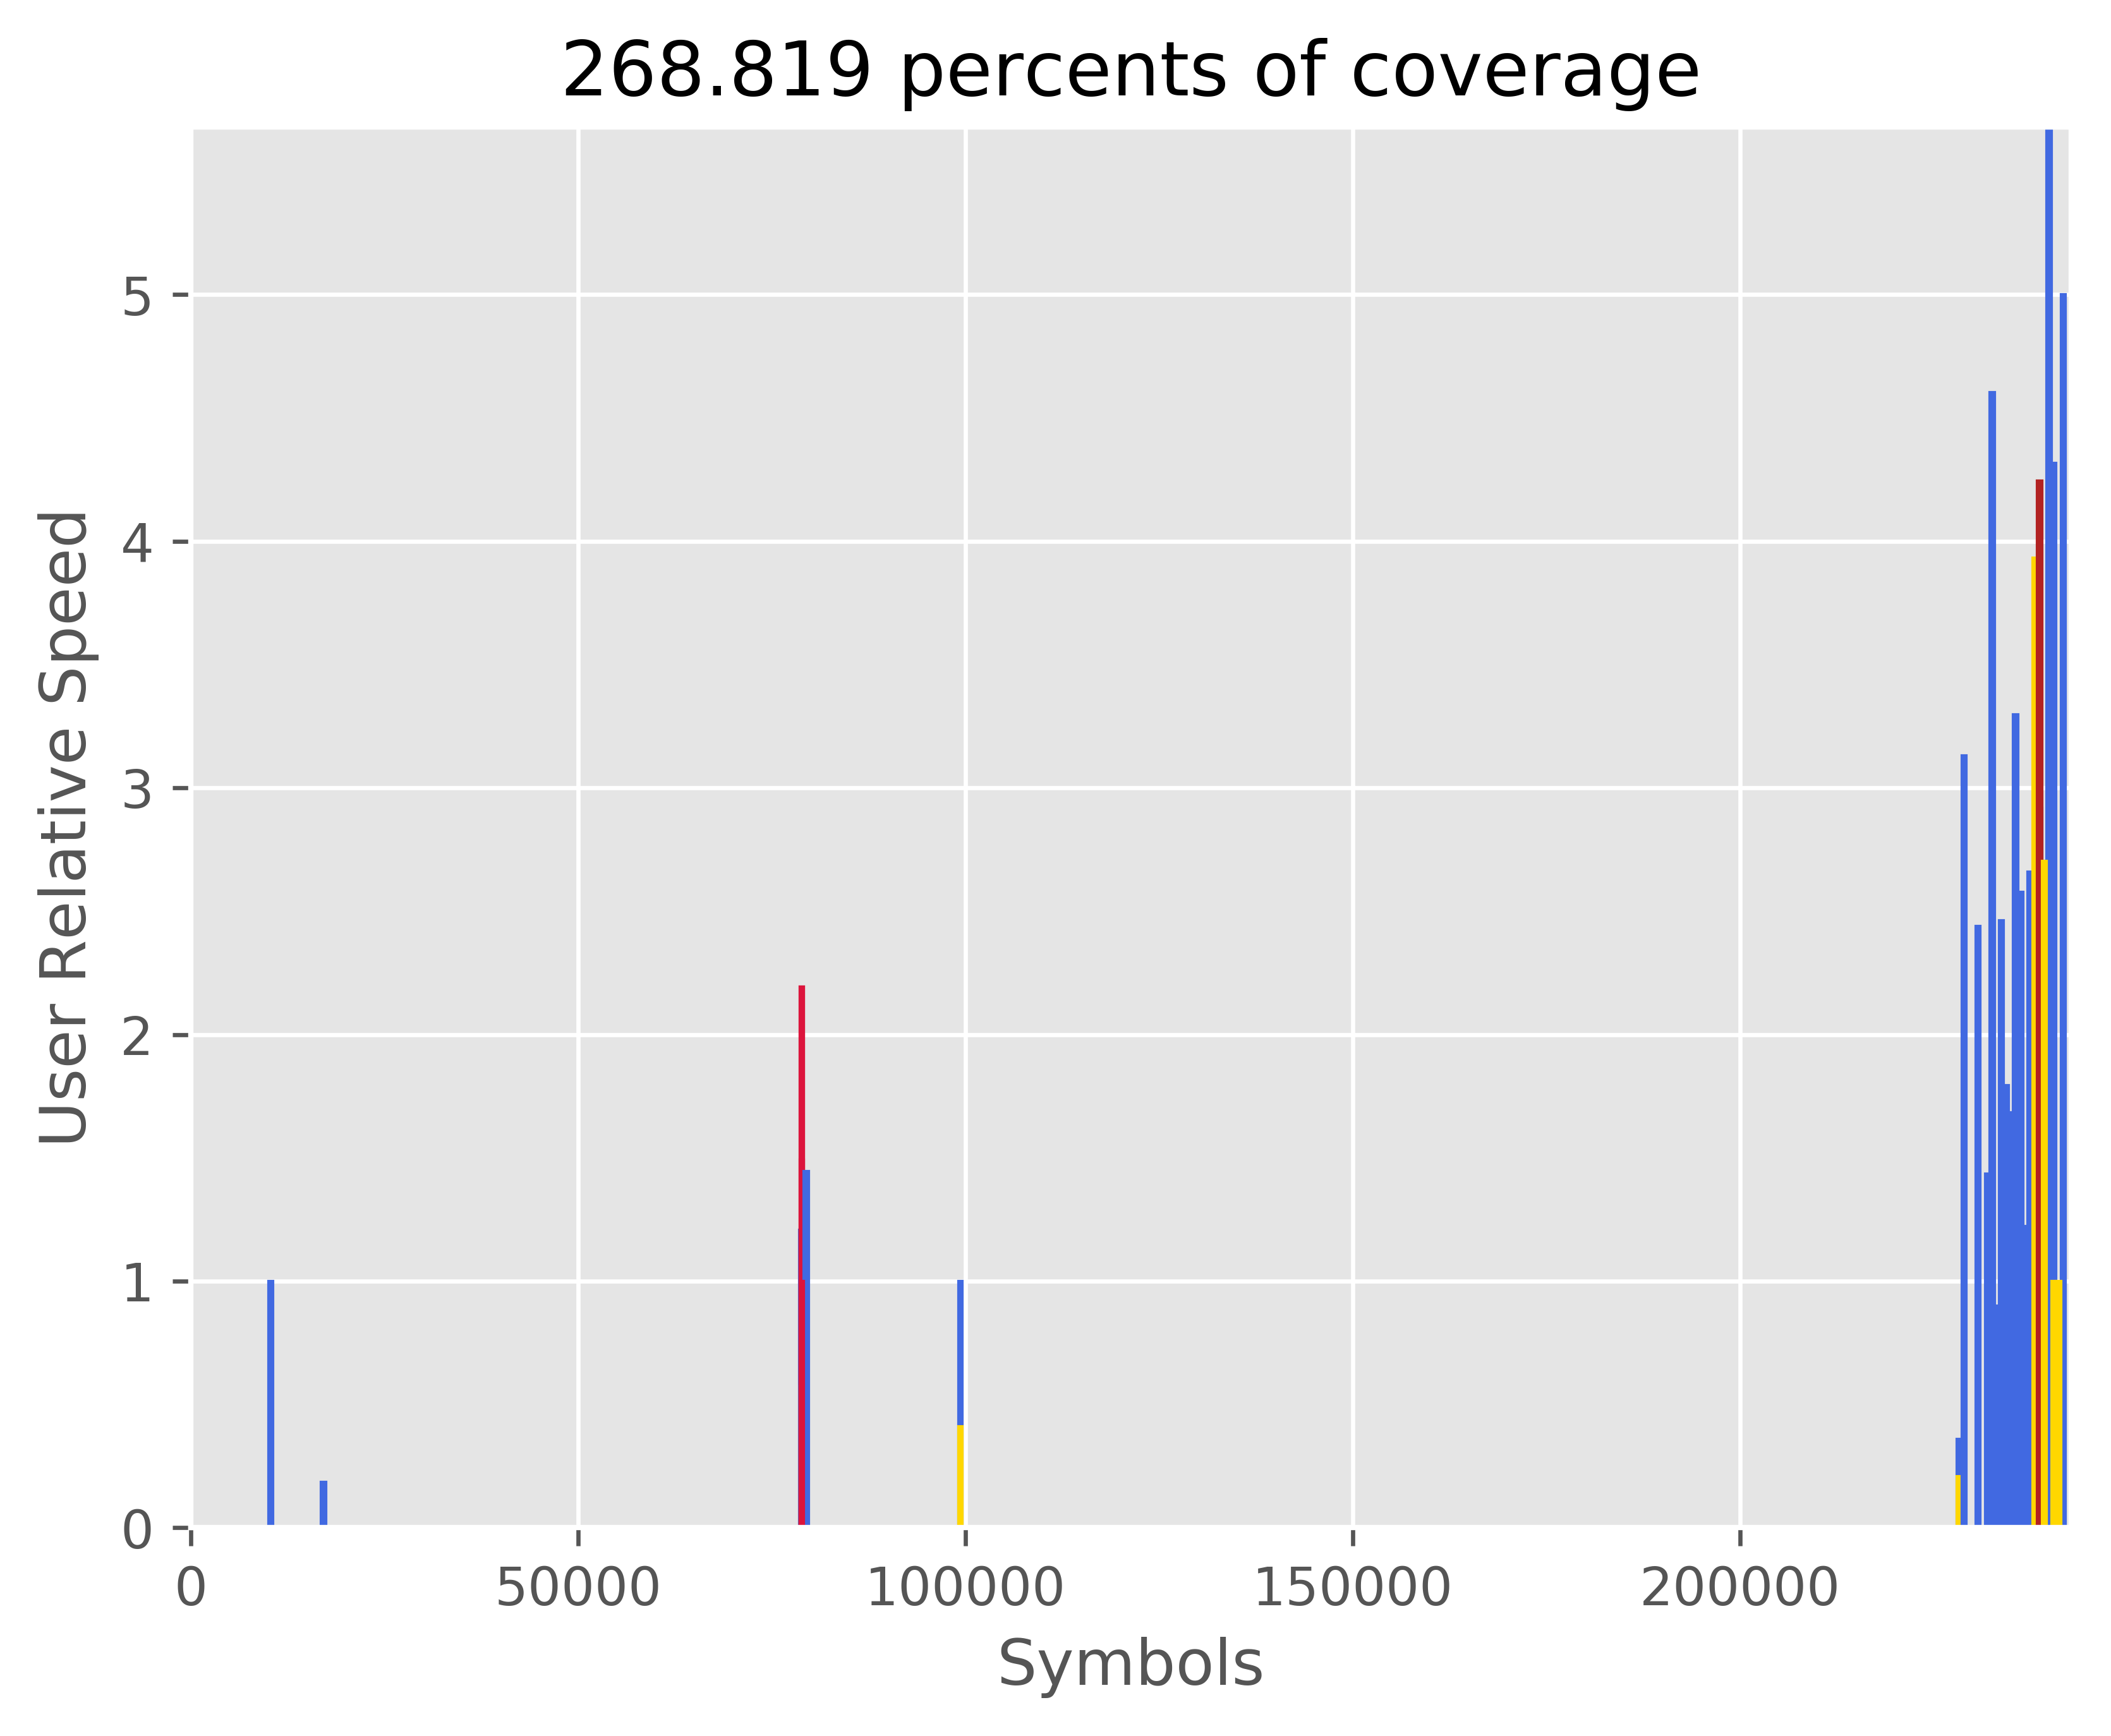 268.819 percents of coverage
User Relative Speed
5
4
3
2
1
0
0 50000 100000 150000 200000
Symbols